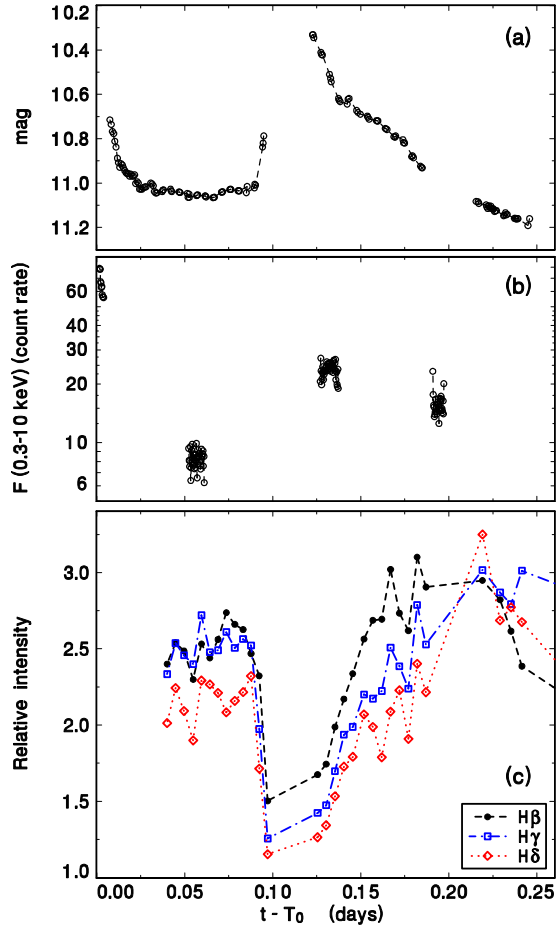 10.2
10.4
10.6
10.8
11.0
11.2
mag
(a)
60
30
20
10
6
F (0.3-10 keV) (count rate)
(b)
3.0
2.5
2.0
1.5
1.0
Relative intensity
(c)
Hβ
Hγ
Hδ
0.00 0.05 0.10 0.15 0.20 0.25
t - T0 (days)